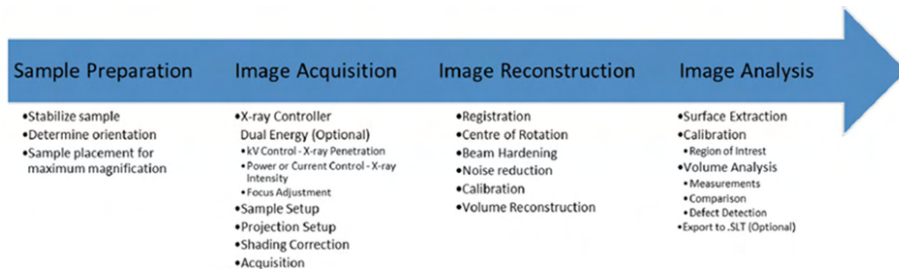 Sample Preparation
•Stabilize sample
•Determine orientation
•Sample placement for
maximum magnification
Image Acquisition
•X-ray Controller
Dual Energy (Optional)
•kV Control - X-ray Penetration
•Power or Current Control - X-ray
Intensity
•Focus Adjustment
•Sample Setup
•Projection Setup
•Shading Correction
•Acquisition
Image Reconstruction
•Registration
•Centre of Rotation
•Beam Hardening
•Noise reduction
•Calibration
•Volume Reconstruction
Image Analysis
•Surface Extraction
•Calibration
•Region of Intrest
•Volume Analysis
•Measurements
•Comparison
•Defect Detection
•Export to .SLT (Optional)